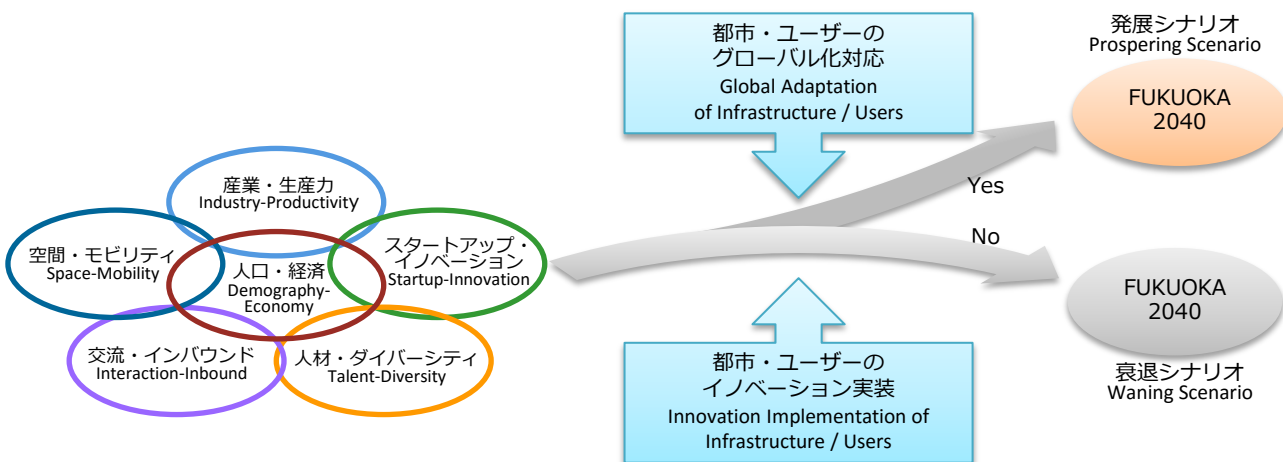 産業・生産力
Industry-Productivity
空間・モビリティ
Space-Mobility
人口・経済
Demography-
Economy
スタートアップ・
イノベーション
Startup-Innovation
交流・インバウンド
Interaction-Inbound
人材・ダイバーシティ
Talent-Diversity
都市・ユーザーの
グローバル化対応
Global Adaptation
of Infrastructure / Users
都市・ユーザーの
イノベーション実装
Innovation Implementation of
Infrastructure / Users
Yes
No
発展シナリオ
Prospering Scenario
FUKUOKA
2040
FUKUOKA
2040
衰退シナリオ
Waning Scenario